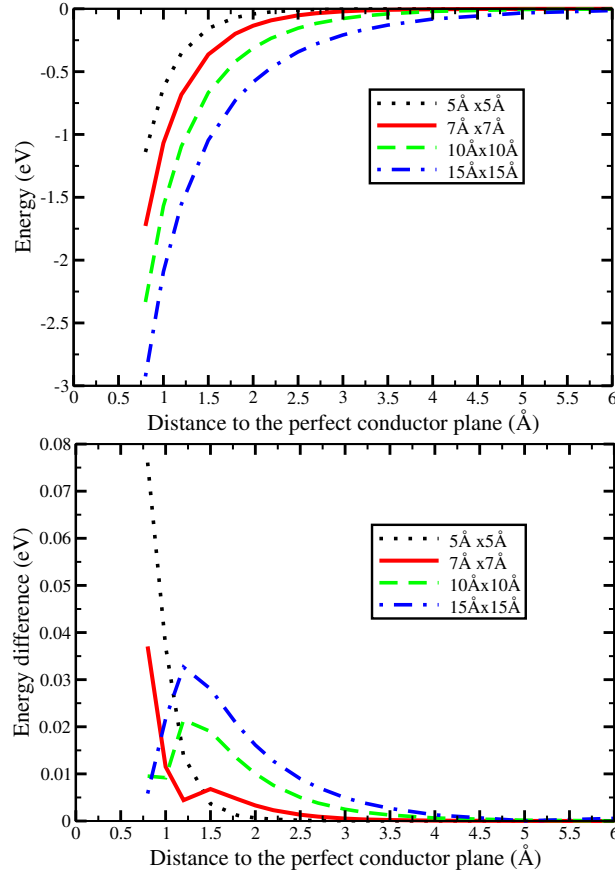 0
-0.5
-1
-1.5
-2
-2.5
-3
Energy (eV)
5Å x5Å
7Å x7Å
10Åx10Å
15Åx15Å
0 0.5 1 1.5 2 2.5 3 3.5 4 4.5 5 5.5 6
Distance to the perfect conductor plane (Å)
0.08
0.07
0.06
0.05
0.04
0.03
0.02
0.01
0
Energy difference (eV)
5Å x5Å
7Å x7Å
10Åx10Å
15Åx15Å
0 0.5 1 1.5 2 2.5 3 3.5 4 4.5 5 5.5 6
Distance to the perfect conductor plane (Å)